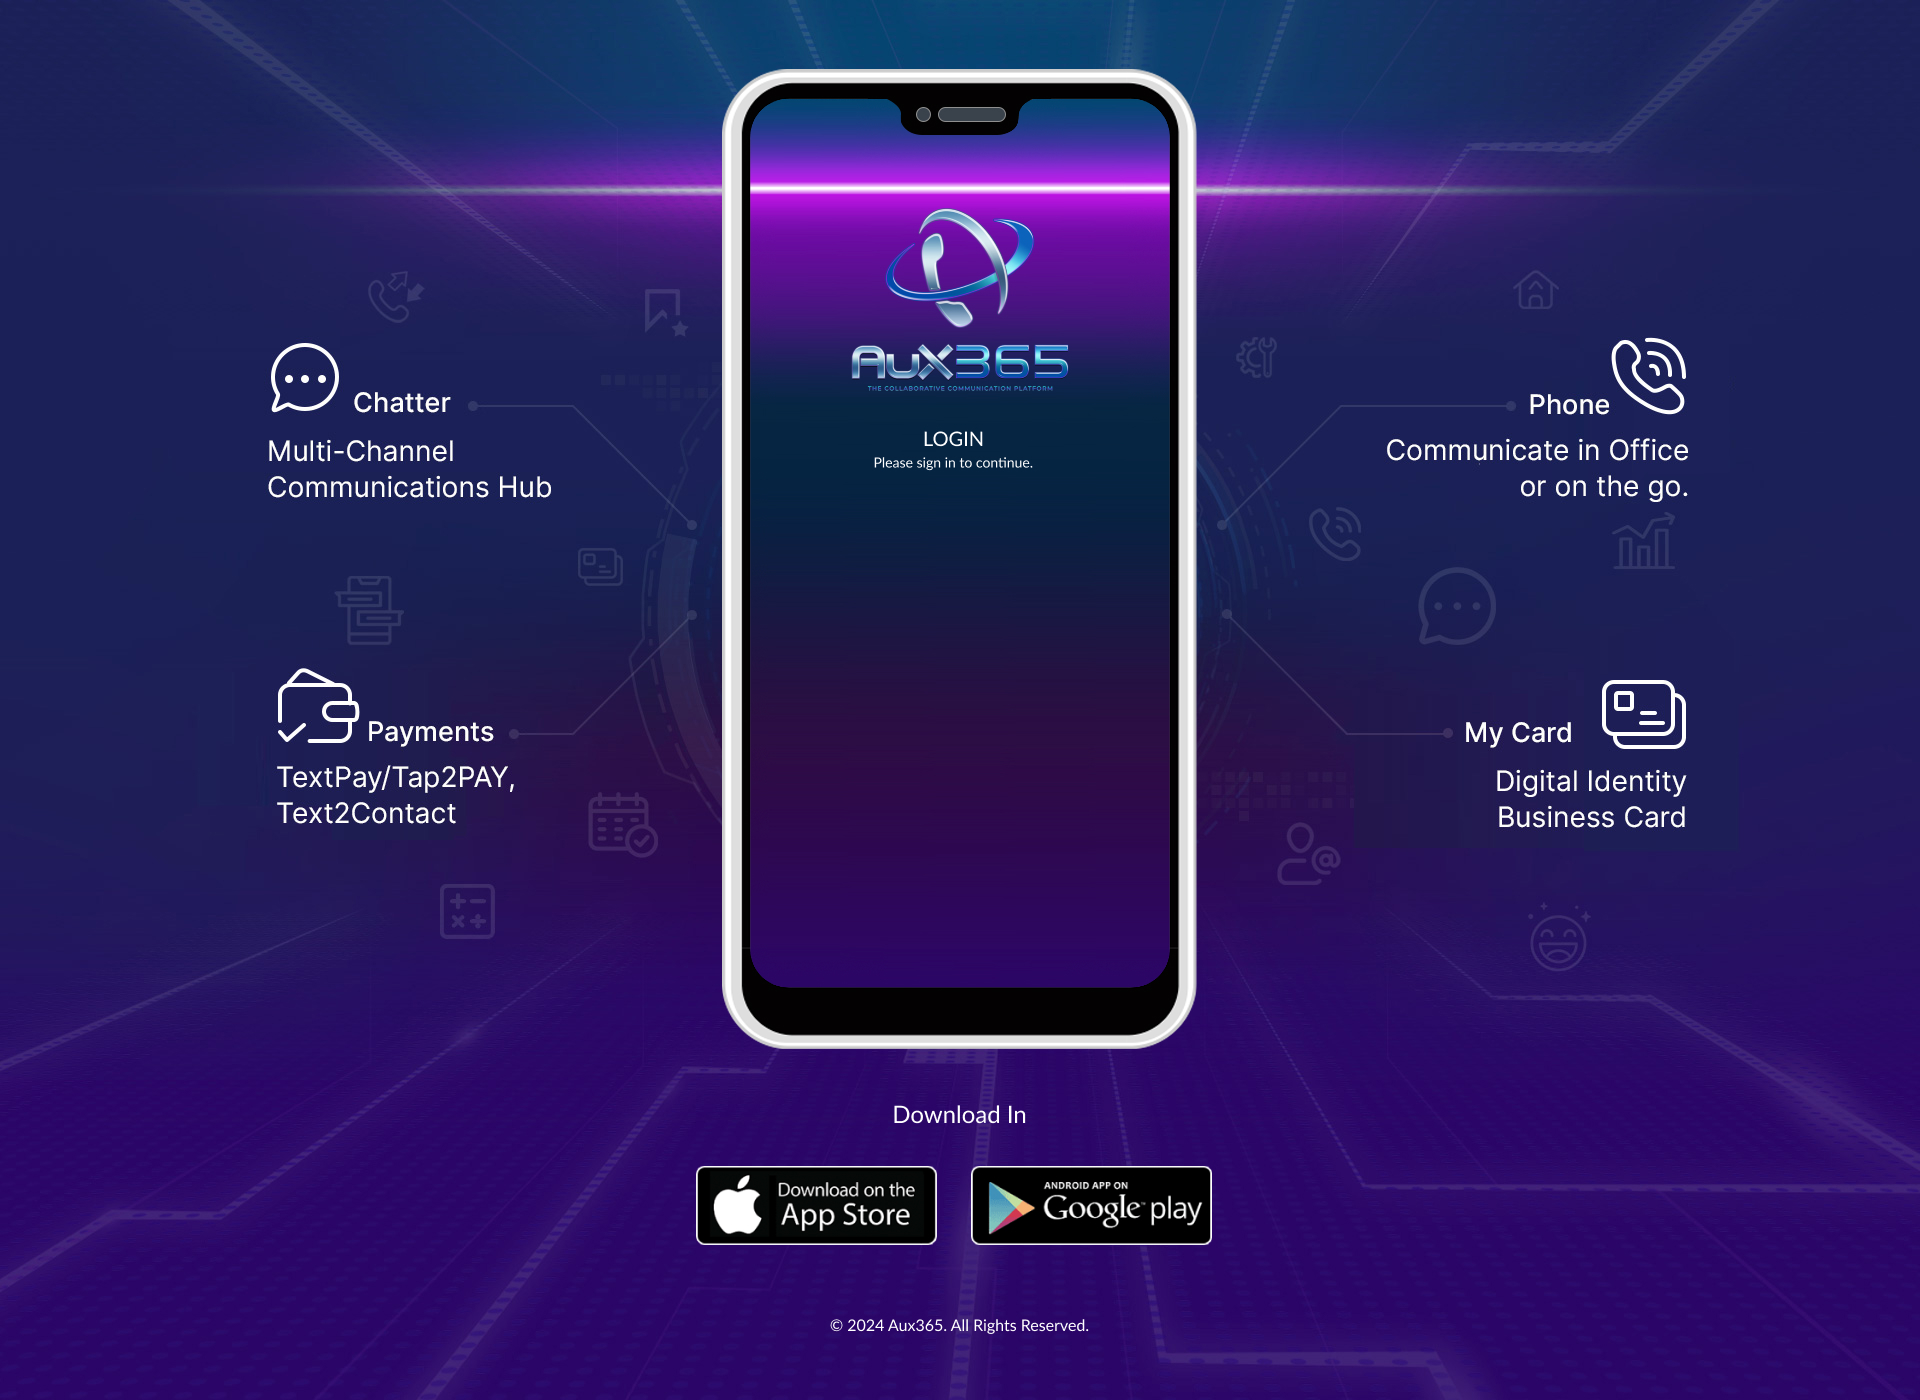 AuX365
THE COLLABORATIVE COMMUNICATION PLATFORM
LOGIN
Please sign in to continue.
Chatter
Multi-Channel
Communications Hub
Phone
Communicate in Office
or on the go.
Payments
TextPay/Tap2PAY,
Text2Contact
My Card
Digital Identity
Business Card
Download In
Download on the
App Store
ANDROID APP ON
Google™ play
© 2024 Aux365. All Rights Reserved.